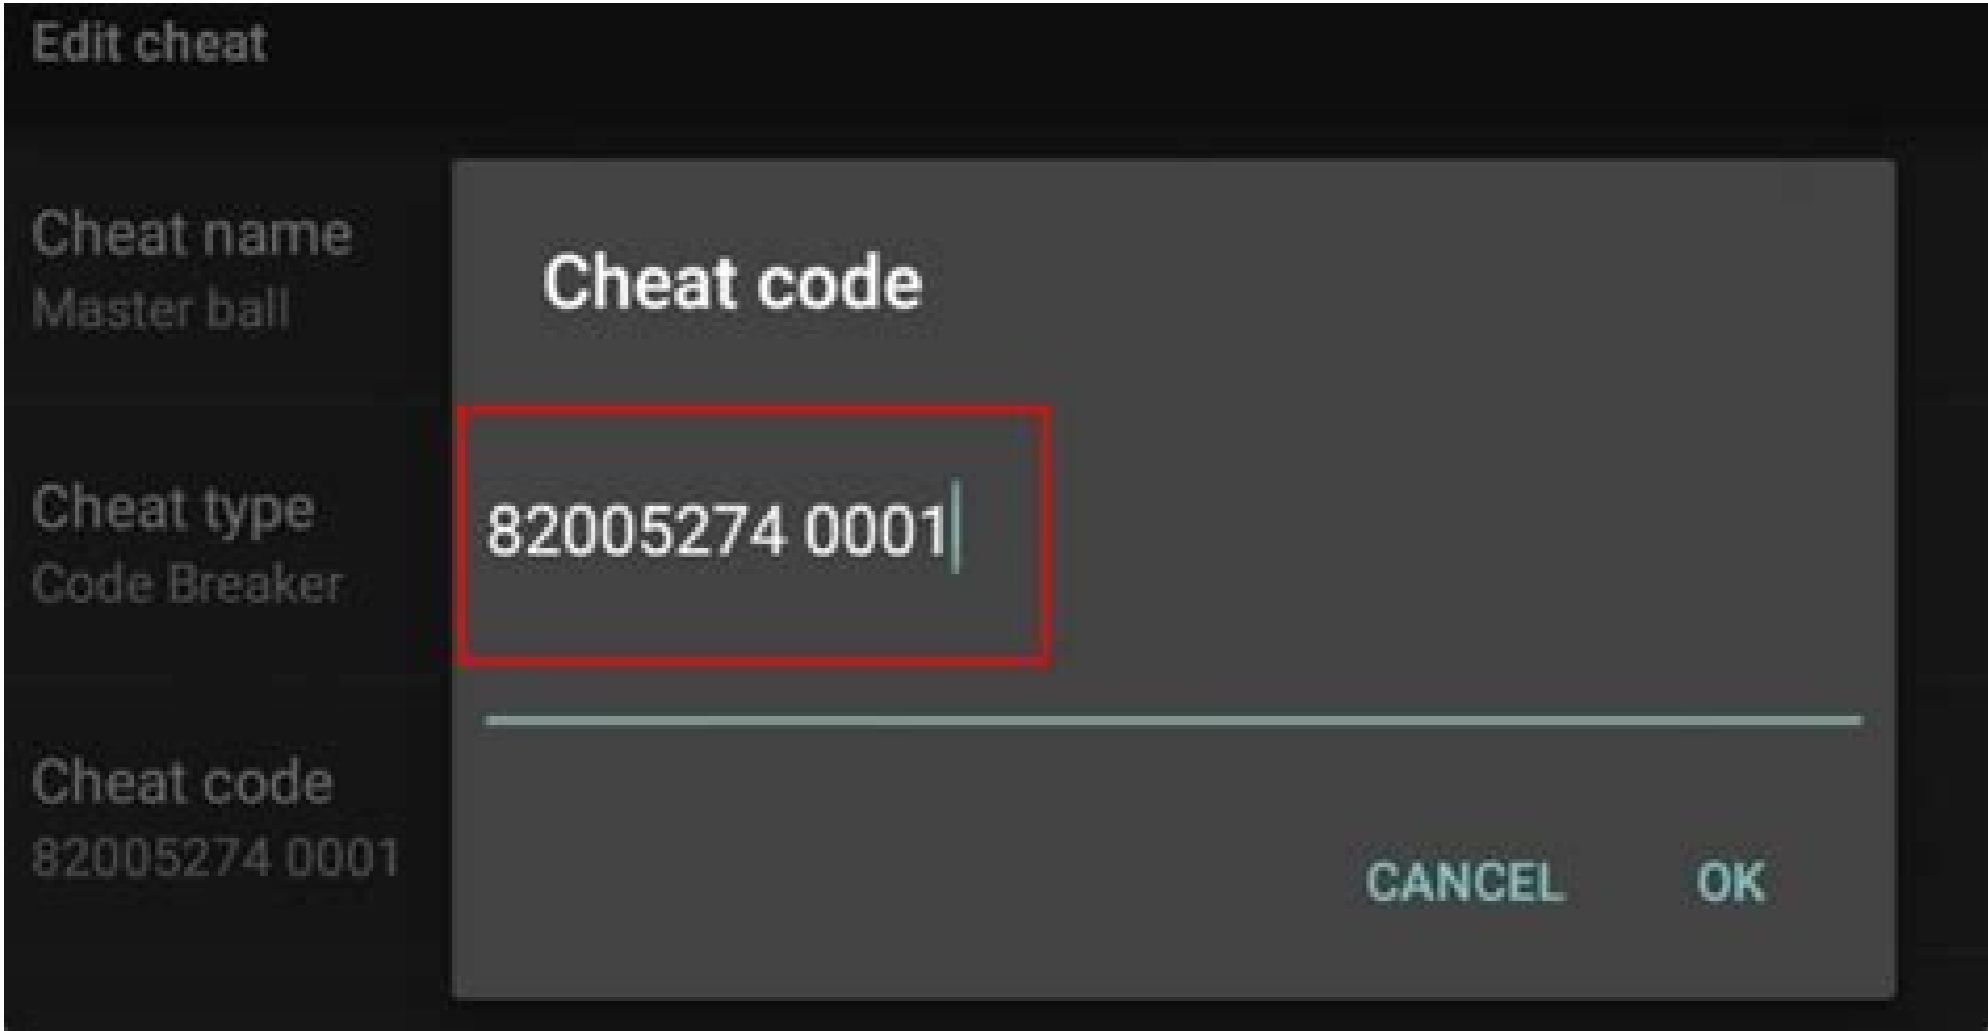 Edit cheat
Cheat name
Master ball
Cheat type
Code Breaker
Cheat code
82005274 0001
Cheat code
82005274 0001
CANCEL OK